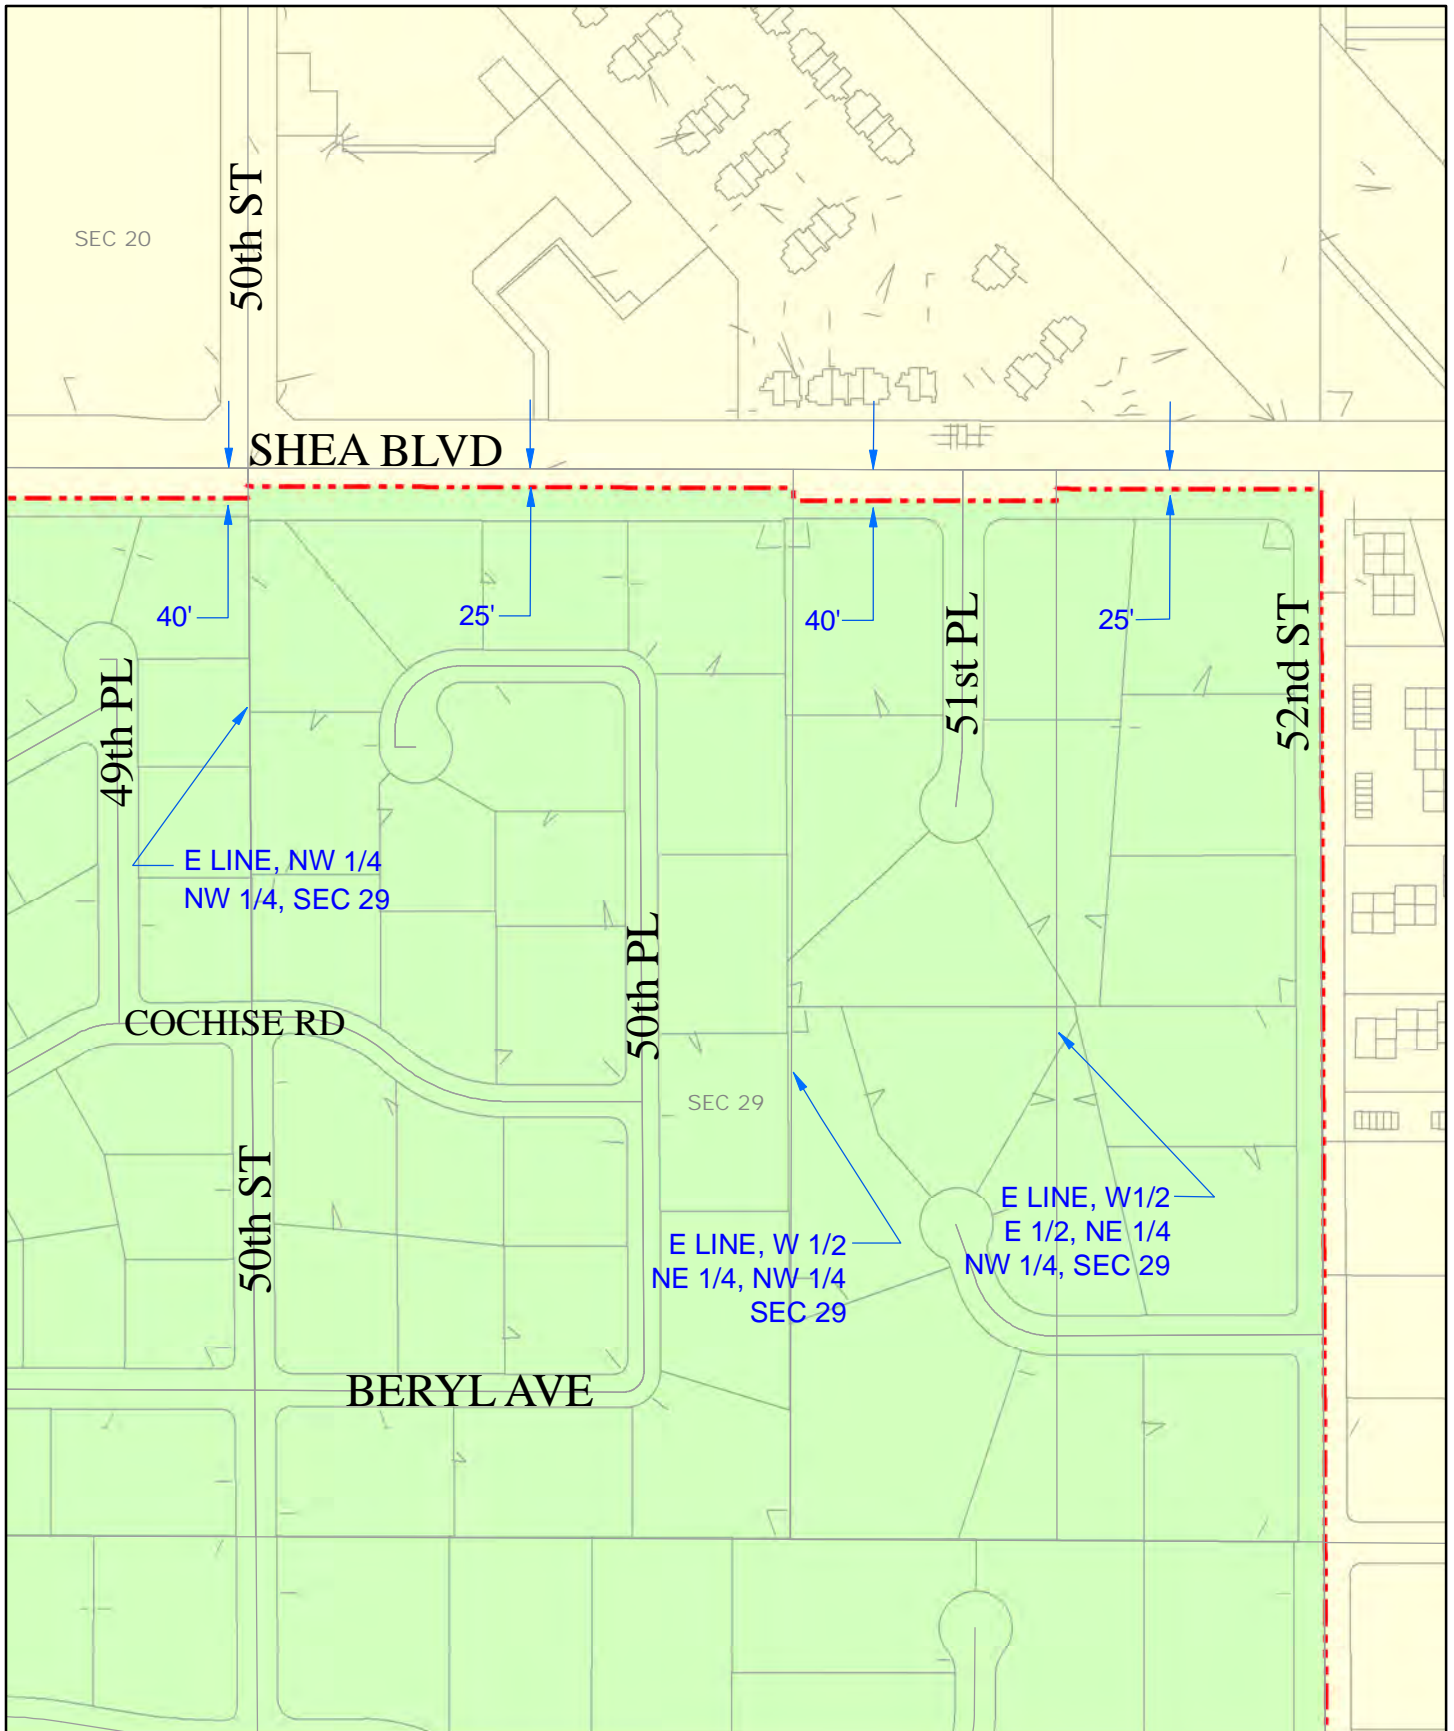 SEC 20
50th ST
SHEA BLVD
40'
25'
40'
25'
49th PL
51st PL
52nd ST
E LINE, NW 1/4
NW 1/4, SEC 29
50th PL
COCHISE RD
SEC 29
50th ST
E LINE, W 1/2
NE 1/4, NW 1/4
SEC 29
E LINE, W1/2
E 1/2, NE 1/4
NW 1/4, SEC 29
BERYL AVE